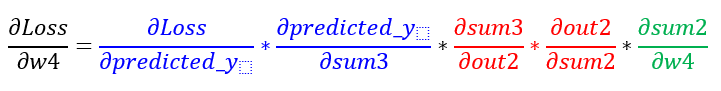 ∂Loss/∂w4 = ∂Loss/∂predicted_y⬚ * ∂predicted_y⬚/∂sum3 * ∂sum3/∂out2 * ∂out2/∂sum2 * ∂sum2/∂w4